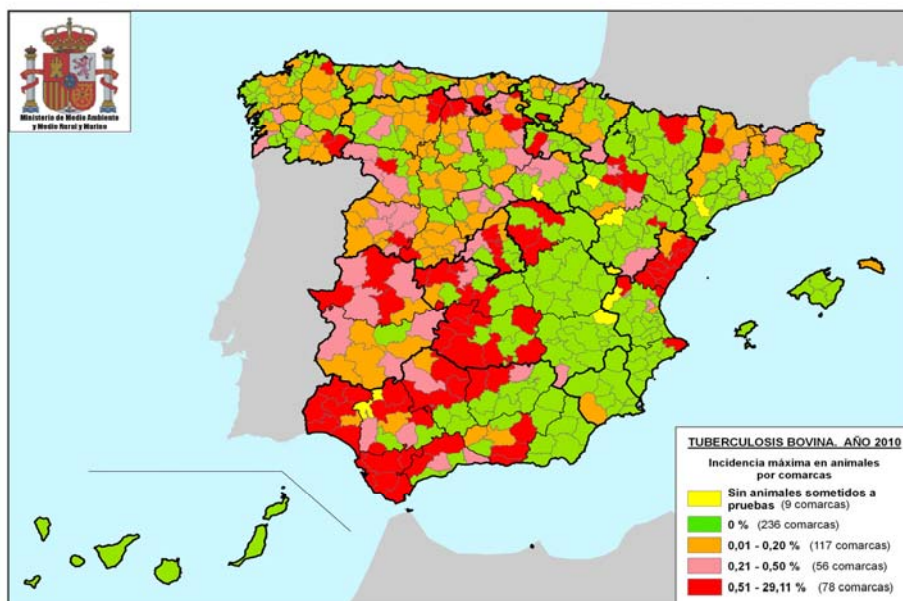 Ministerio de Medio Ambiente
y Medio Rural y Marino
TUBERCULOSIS BOVINA. AÑO 2010
Incidencia máxima en animales
por comarcas
Sin animales sometidos a
pruebas (9 comarcas)
0 % (236 comarcas)
0,01 - 0,20 % (117 comarcas)
0,21 - 0,50 % (56 comarcas)
0,51 - 29,11 % (78 comarcas)